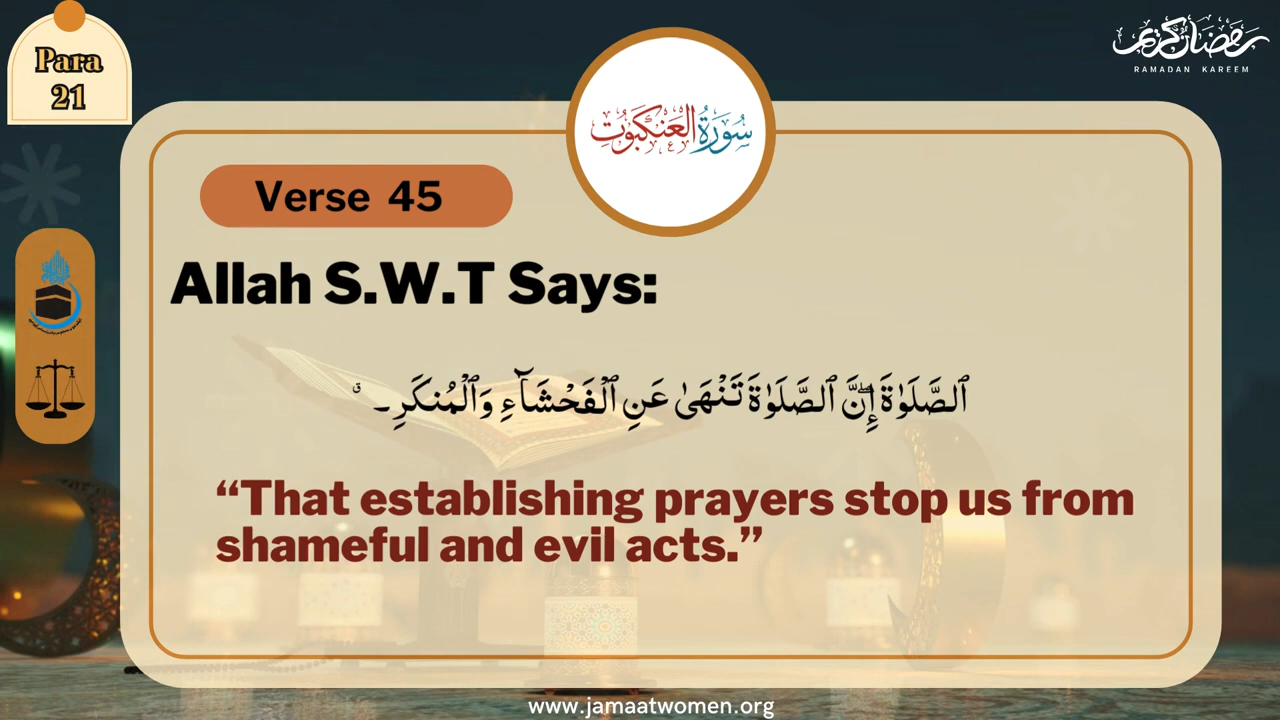 Para
21
رمضان كريم
RAMADAN KAREEM
سُورَةُ العَنكَبُوتِ
Verse 45
Allah S.W.T Says:
ٱلصَّلَوٰةَ ۖ إِنَّ ٱلصَّلَوٰةَ تَنْهَىٰ عَنِ ٱلْفَحْشَآءِ وَٱلْمُنكَرِ ۗ
“That establishing prayers stop us from
shameful and evil acts.”
www.jamaatwomen.org